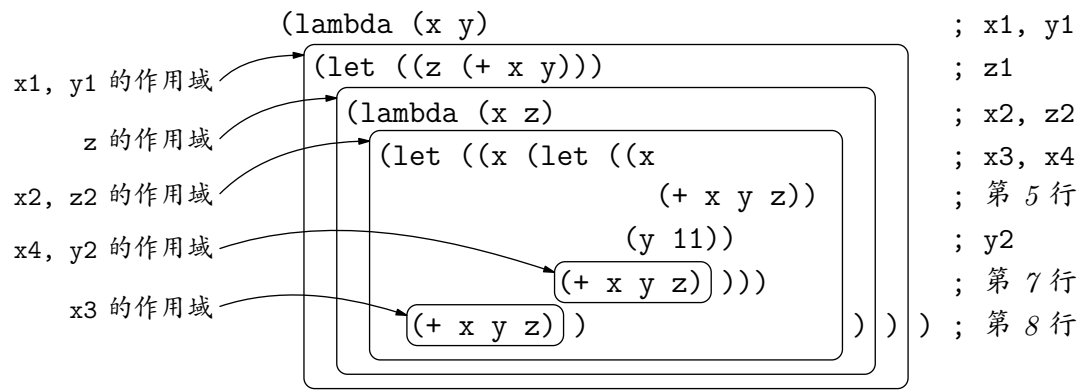 (lambda (x y) ; x1, y1
x1, y1 的作用域 (let ((z (+ x y))) ; z1
z 的作用域 (lambda (x z) ; x2, z2
x2, z2 的作用域 (let ((x (let ((x ; x3, x4
(+ x y z)) ; 第 5 行
x4, y2 的作用域 (y 11)) ; y2
(+ x y z) ))) ; 第 7 行
x3 的作用域 (+ x y z) ) ) ) ) ; 第 8 行